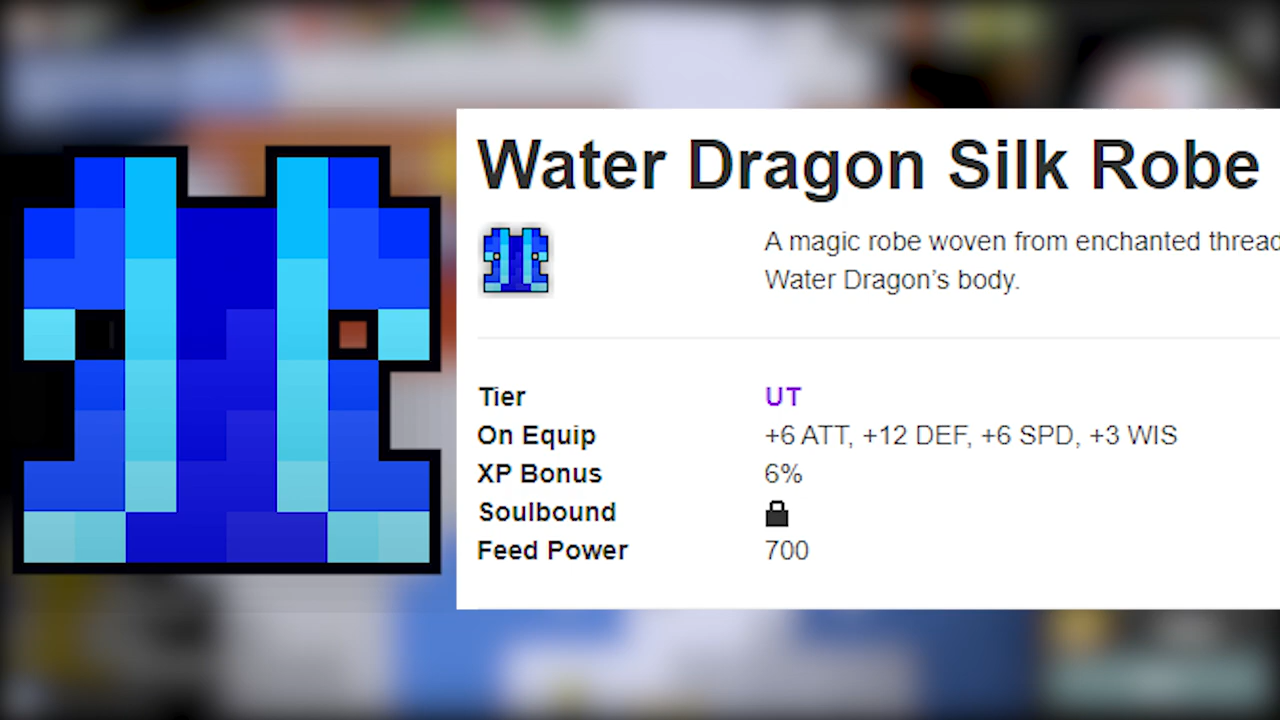 Water Dragon Silk Robe
A magic robe woven from enchanted
Water Dragon’s body.
Tier UT
On Equip +6 ATT, +12 DEF, +6 SPD, +3 WIS
XP Bonus 6%
Soulbound
Feed Power 700